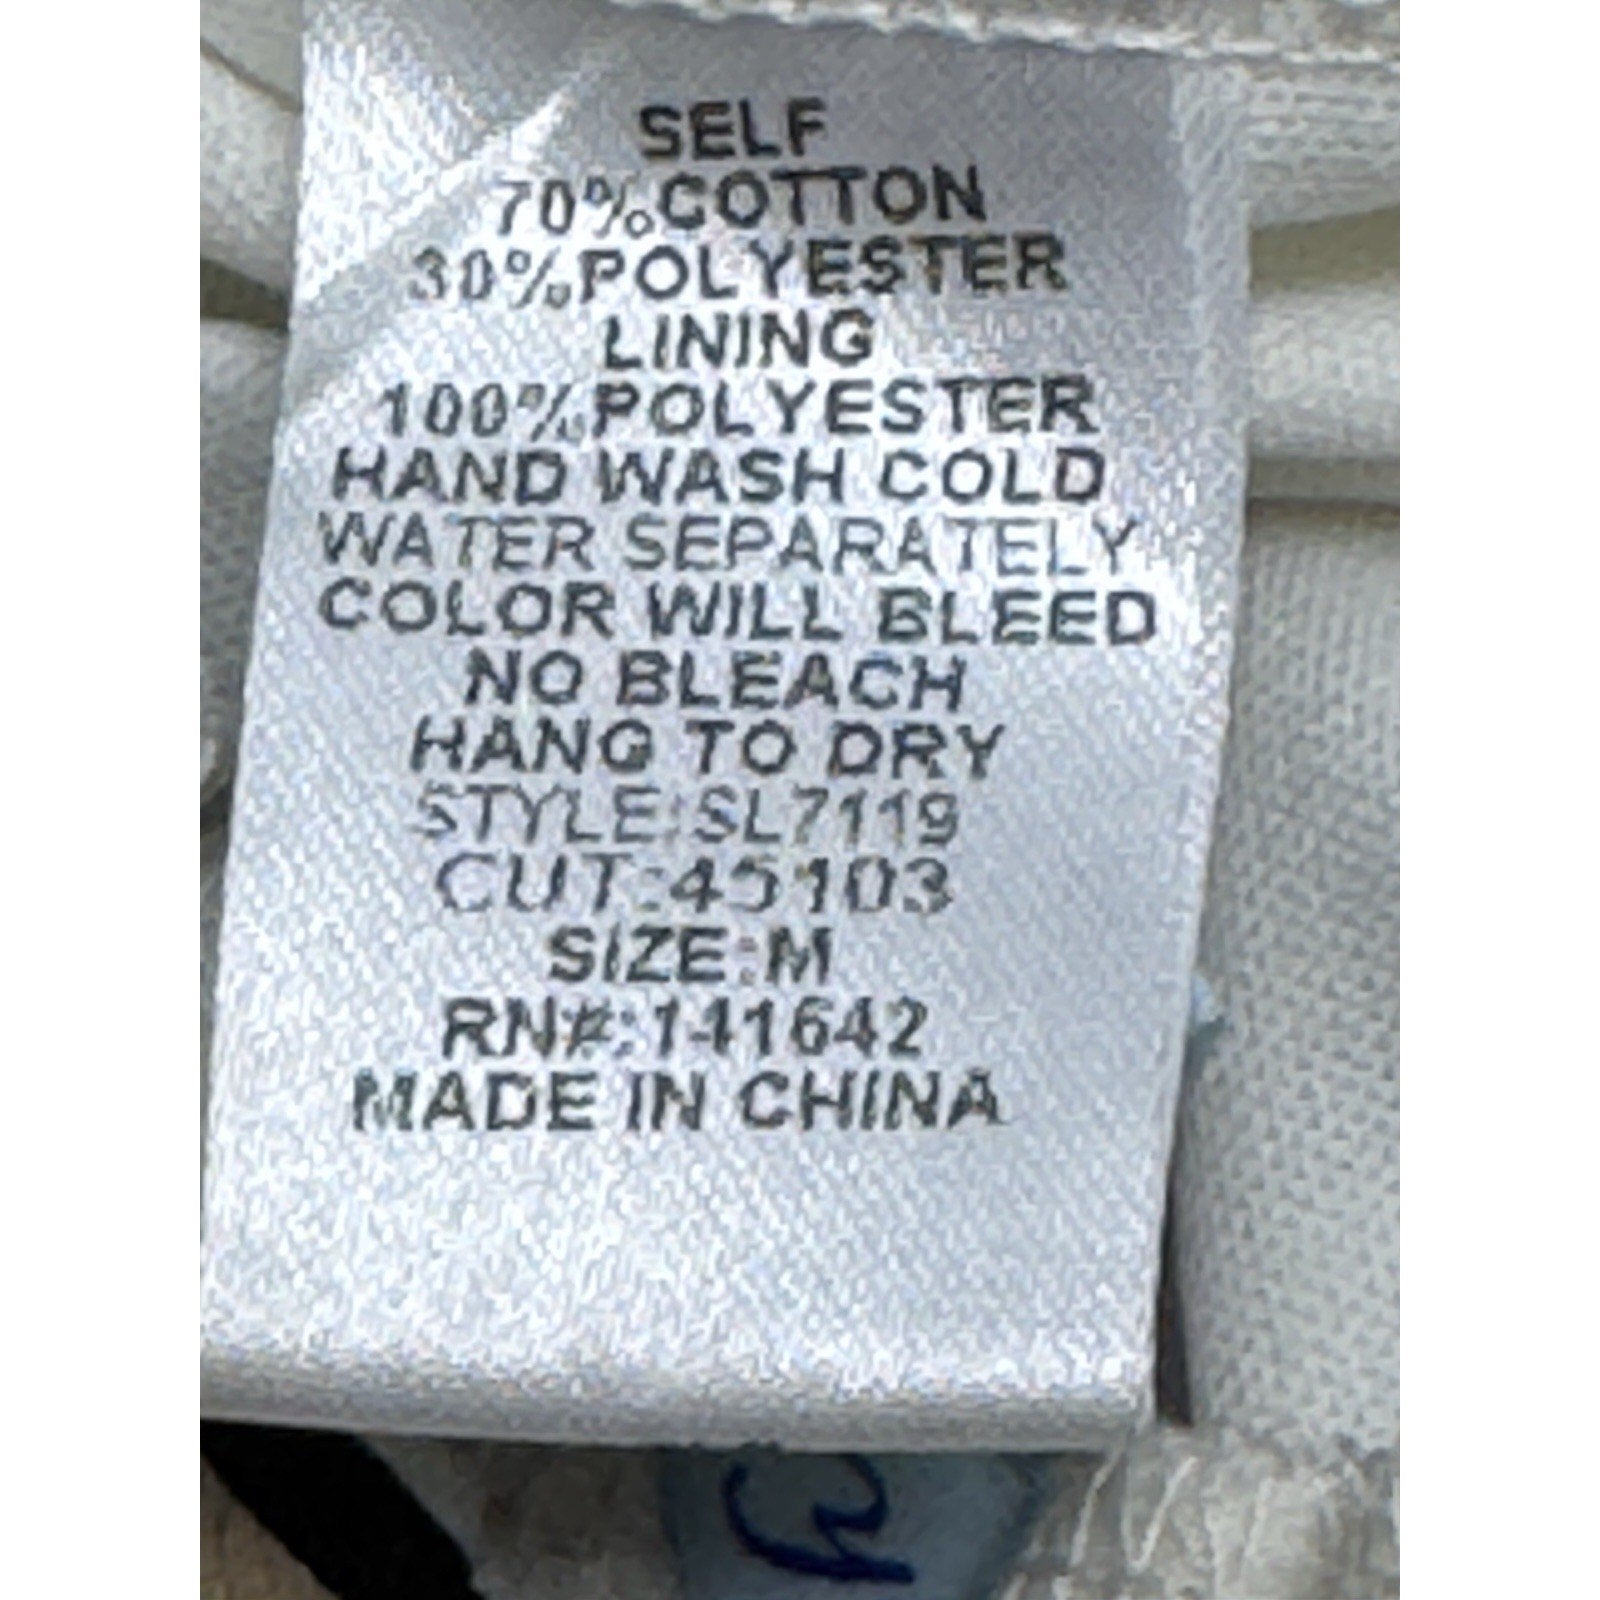 SELF
70%COTTON
30%POLYESTER
LINING
100%POLYESTER
HAND WASH COLD
WATER SEPARATELY
COLOR WILL BLEED
NO BLEACH
HANG TO DRY
STYLE:SL7119
CUT:45103
SIZE:M
RN#:141642
MADE IN CHINA